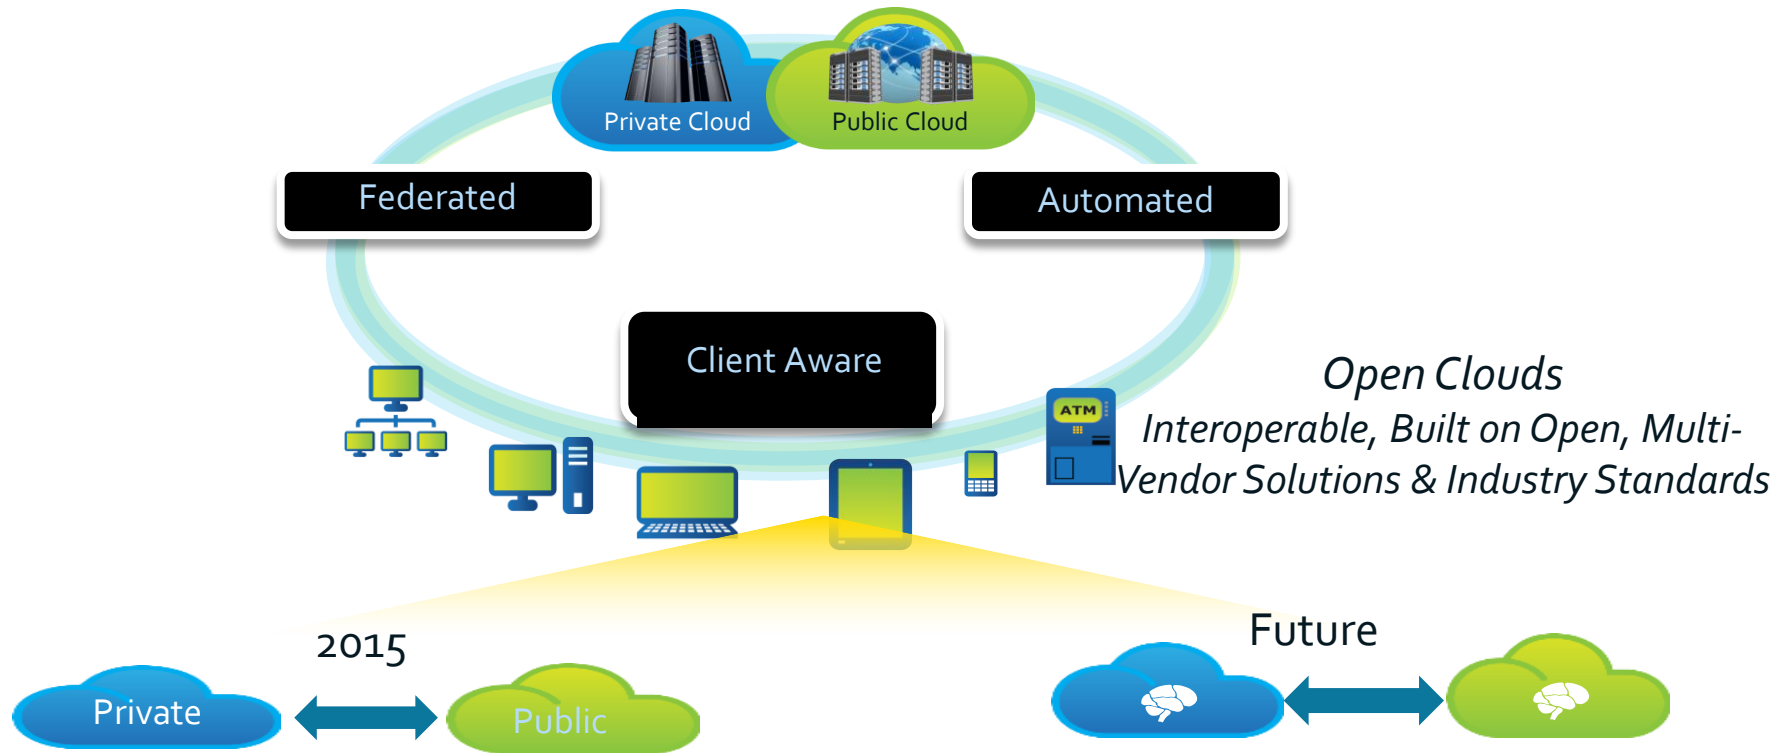 Private Cloud
Public Cloud
Federated
Automated
Client Aware
Open Clouds
ATM
Interoperable, Built on Open, Multi-
Vendor Solutions & Industry Standards
2015
Future
Private
Public